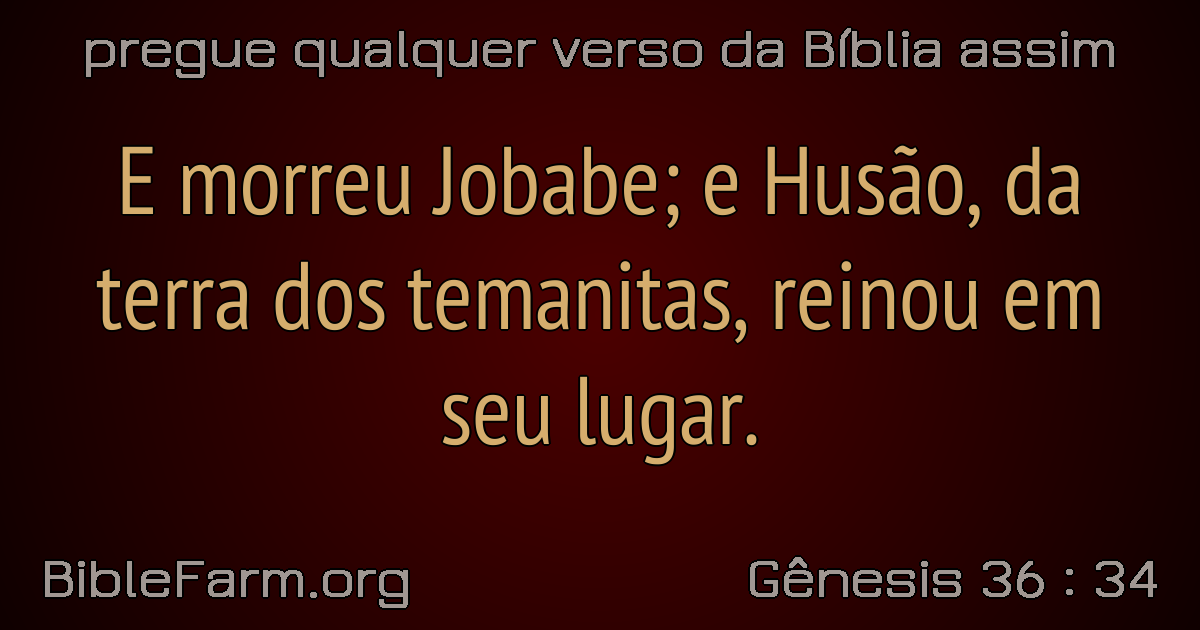 pregue qualquer verso da Bíblia assim
E morreu Jobabe; e Husão, da
terra dos temanitas, reinou em
seu lugar.
BibleFarm.org
Gênesis 36 : 34